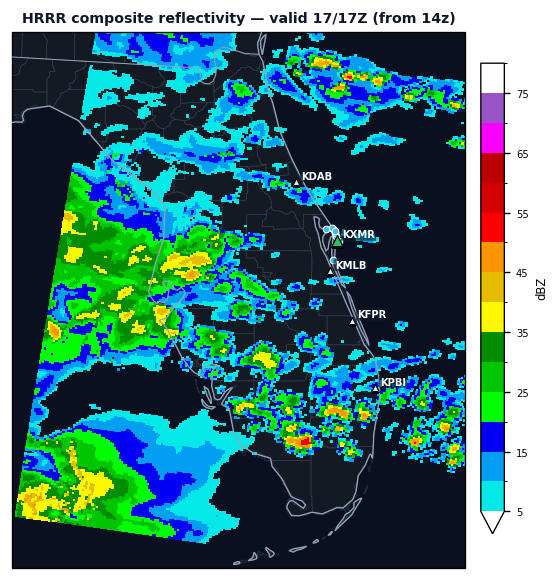 HRRR composite reflectivity — valid 17/17Z (from 14z)
KDAB
KXMR
KMLB
KFPR
KPBI
75
65
55
45
35
25
15
5
dBZ